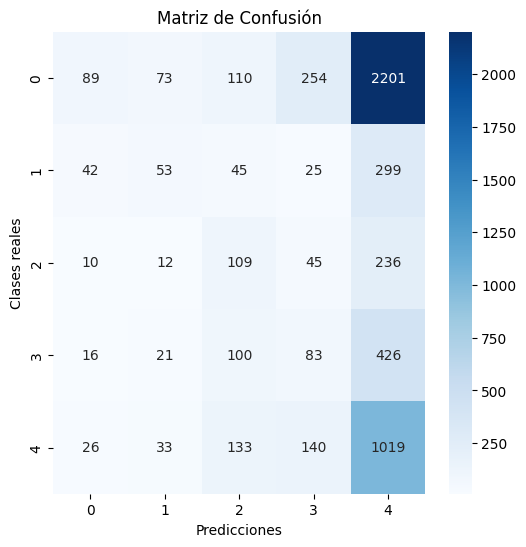 Matriz de Confusión
0 89 73 110 254 2201
1 42 53 45 25 299
2 10 12 109 45 236
3 16 21 100 83 426
4 26 33 133 140 1019
0 1 2 3 4
Predicciones
Clases reales
2000
1750
1500
1250
1000
750
500
250